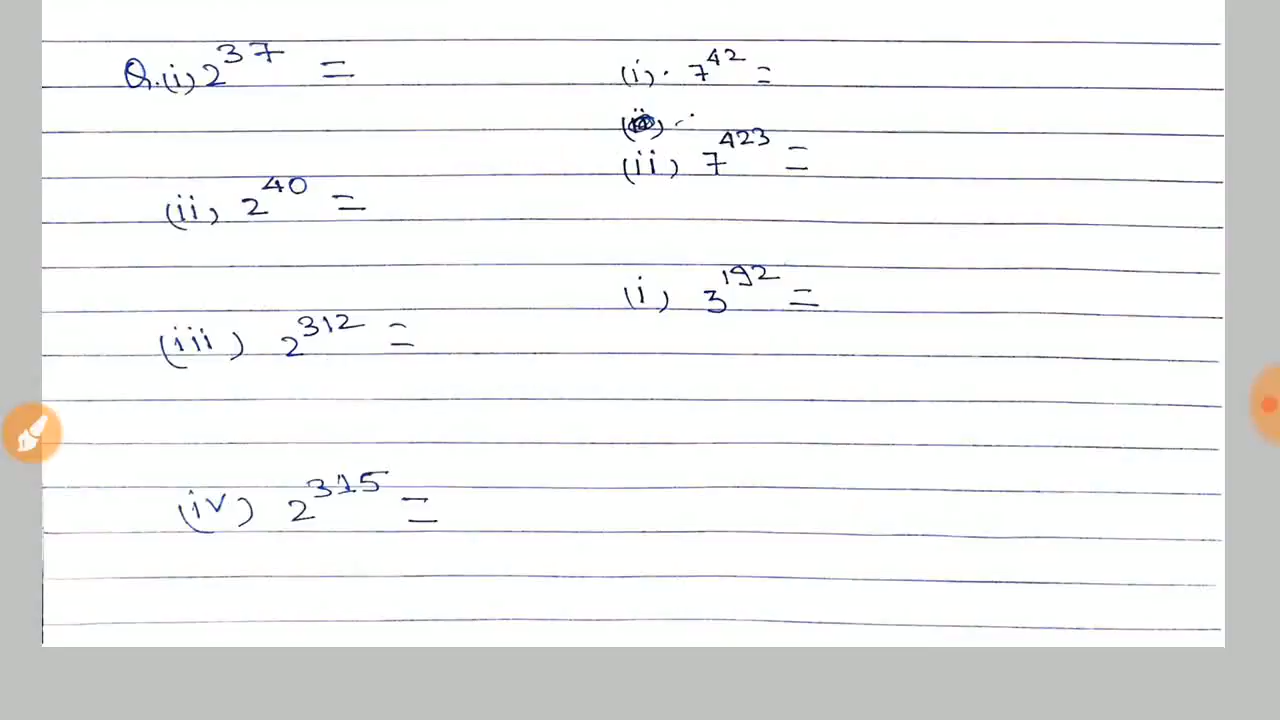 Q.(i) 2^37 =
(ii) 2^40 =
(iii) 2^312 =
(iv) 2^315 =
(i). 7^42 =
(ii) 7^423 =
(i) 3^192 =